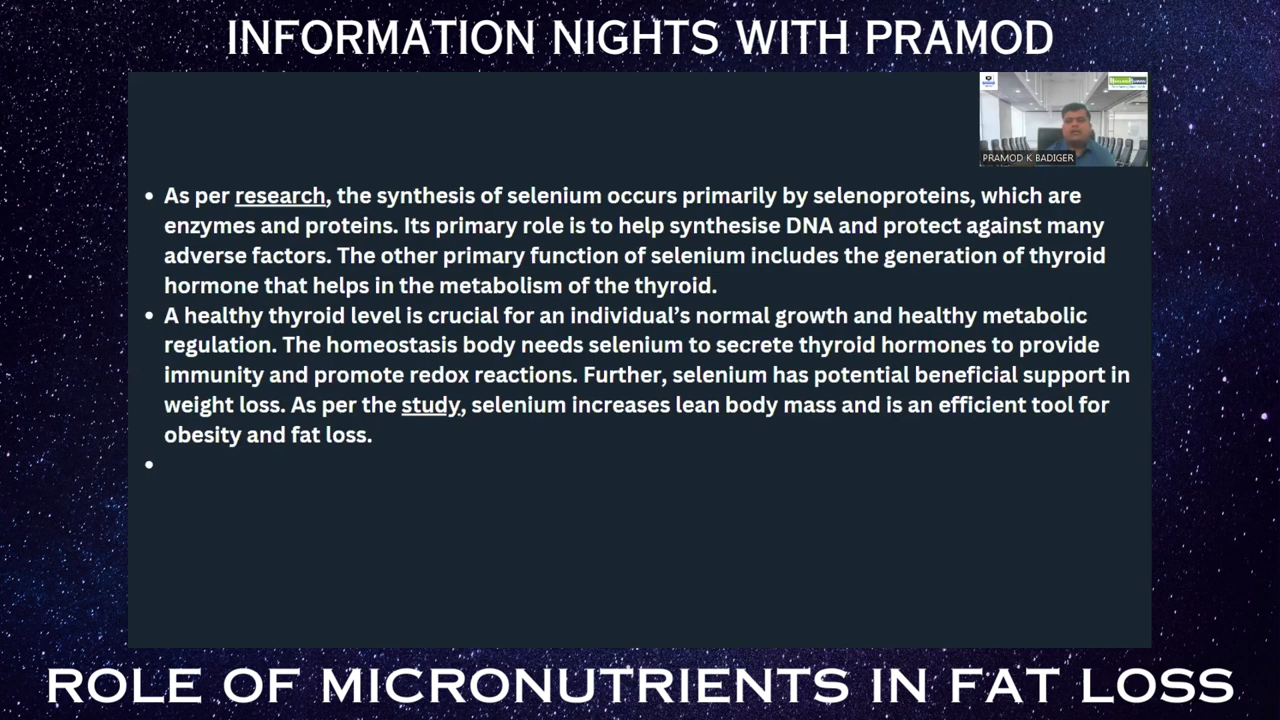 INFORMATION NIGHTS WITH PRAMOD
PRAMOD K BADIGER
• As per research, the synthesis of selenium occurs primarily by selenoproteins, which are
enzymes and proteins. Its primary role is to help synthesise DNA and protect against many
adverse factors. The other primary function of selenium includes the generation of thyroid
hormone that helps in the metabolism of the thyroid.
• A healthy thyroid level is crucial for an individual’s normal growth and healthy metabolic
regulation. The homeostasis body needs selenium to secrete thyroid hormones to provide
immunity and promote redox reactions. Further, selenium has potential beneficial support in
weight loss. As per the study, selenium increases lean body mass and is an efficient tool for
obesity and fat loss.
•
ROLE OF MICRONUTRIENTS IN FAT LOSS